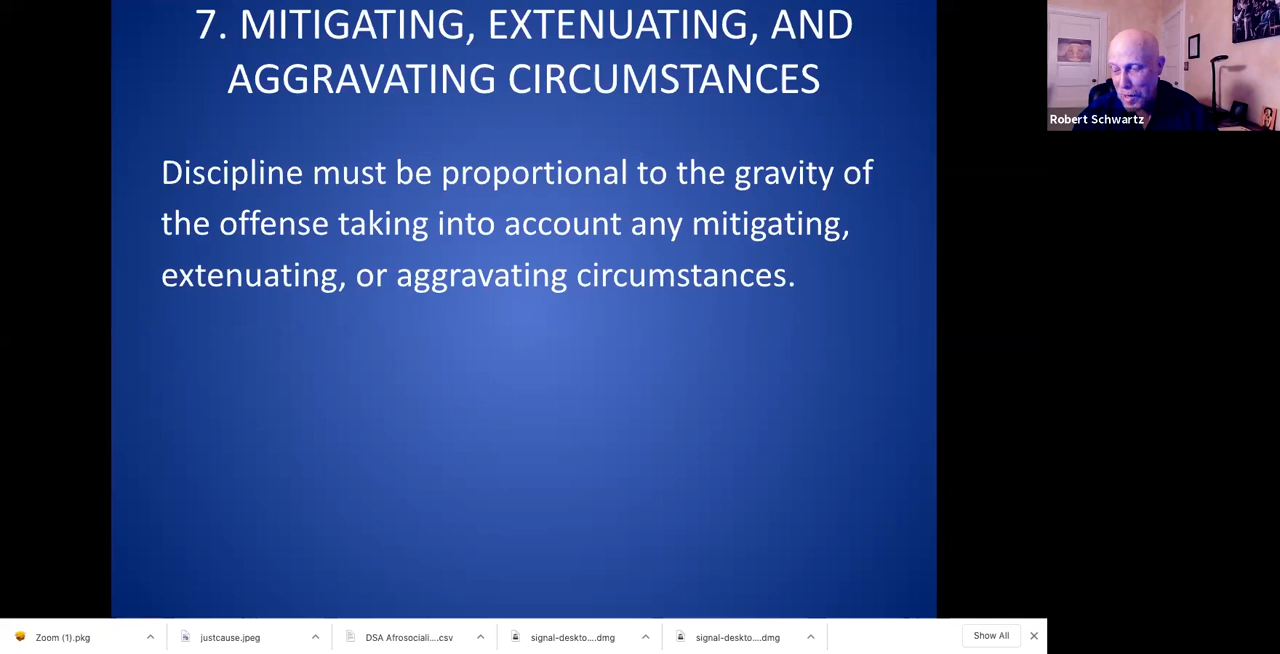 7. MITIGATING, EXTENUATING, AND
AGGRAVATING CIRCUMSTANCES
Discipline must be proportional to the gravity of
the offense taking into account any mitigating,
extenuating, or aggravating circumstances.
Robert Schwartz
Zoom (1).pkg
justcause.jpeg
DSA Afrosociali....csv
signal-deskto....dmg
signal-deskto....dmg
Show All